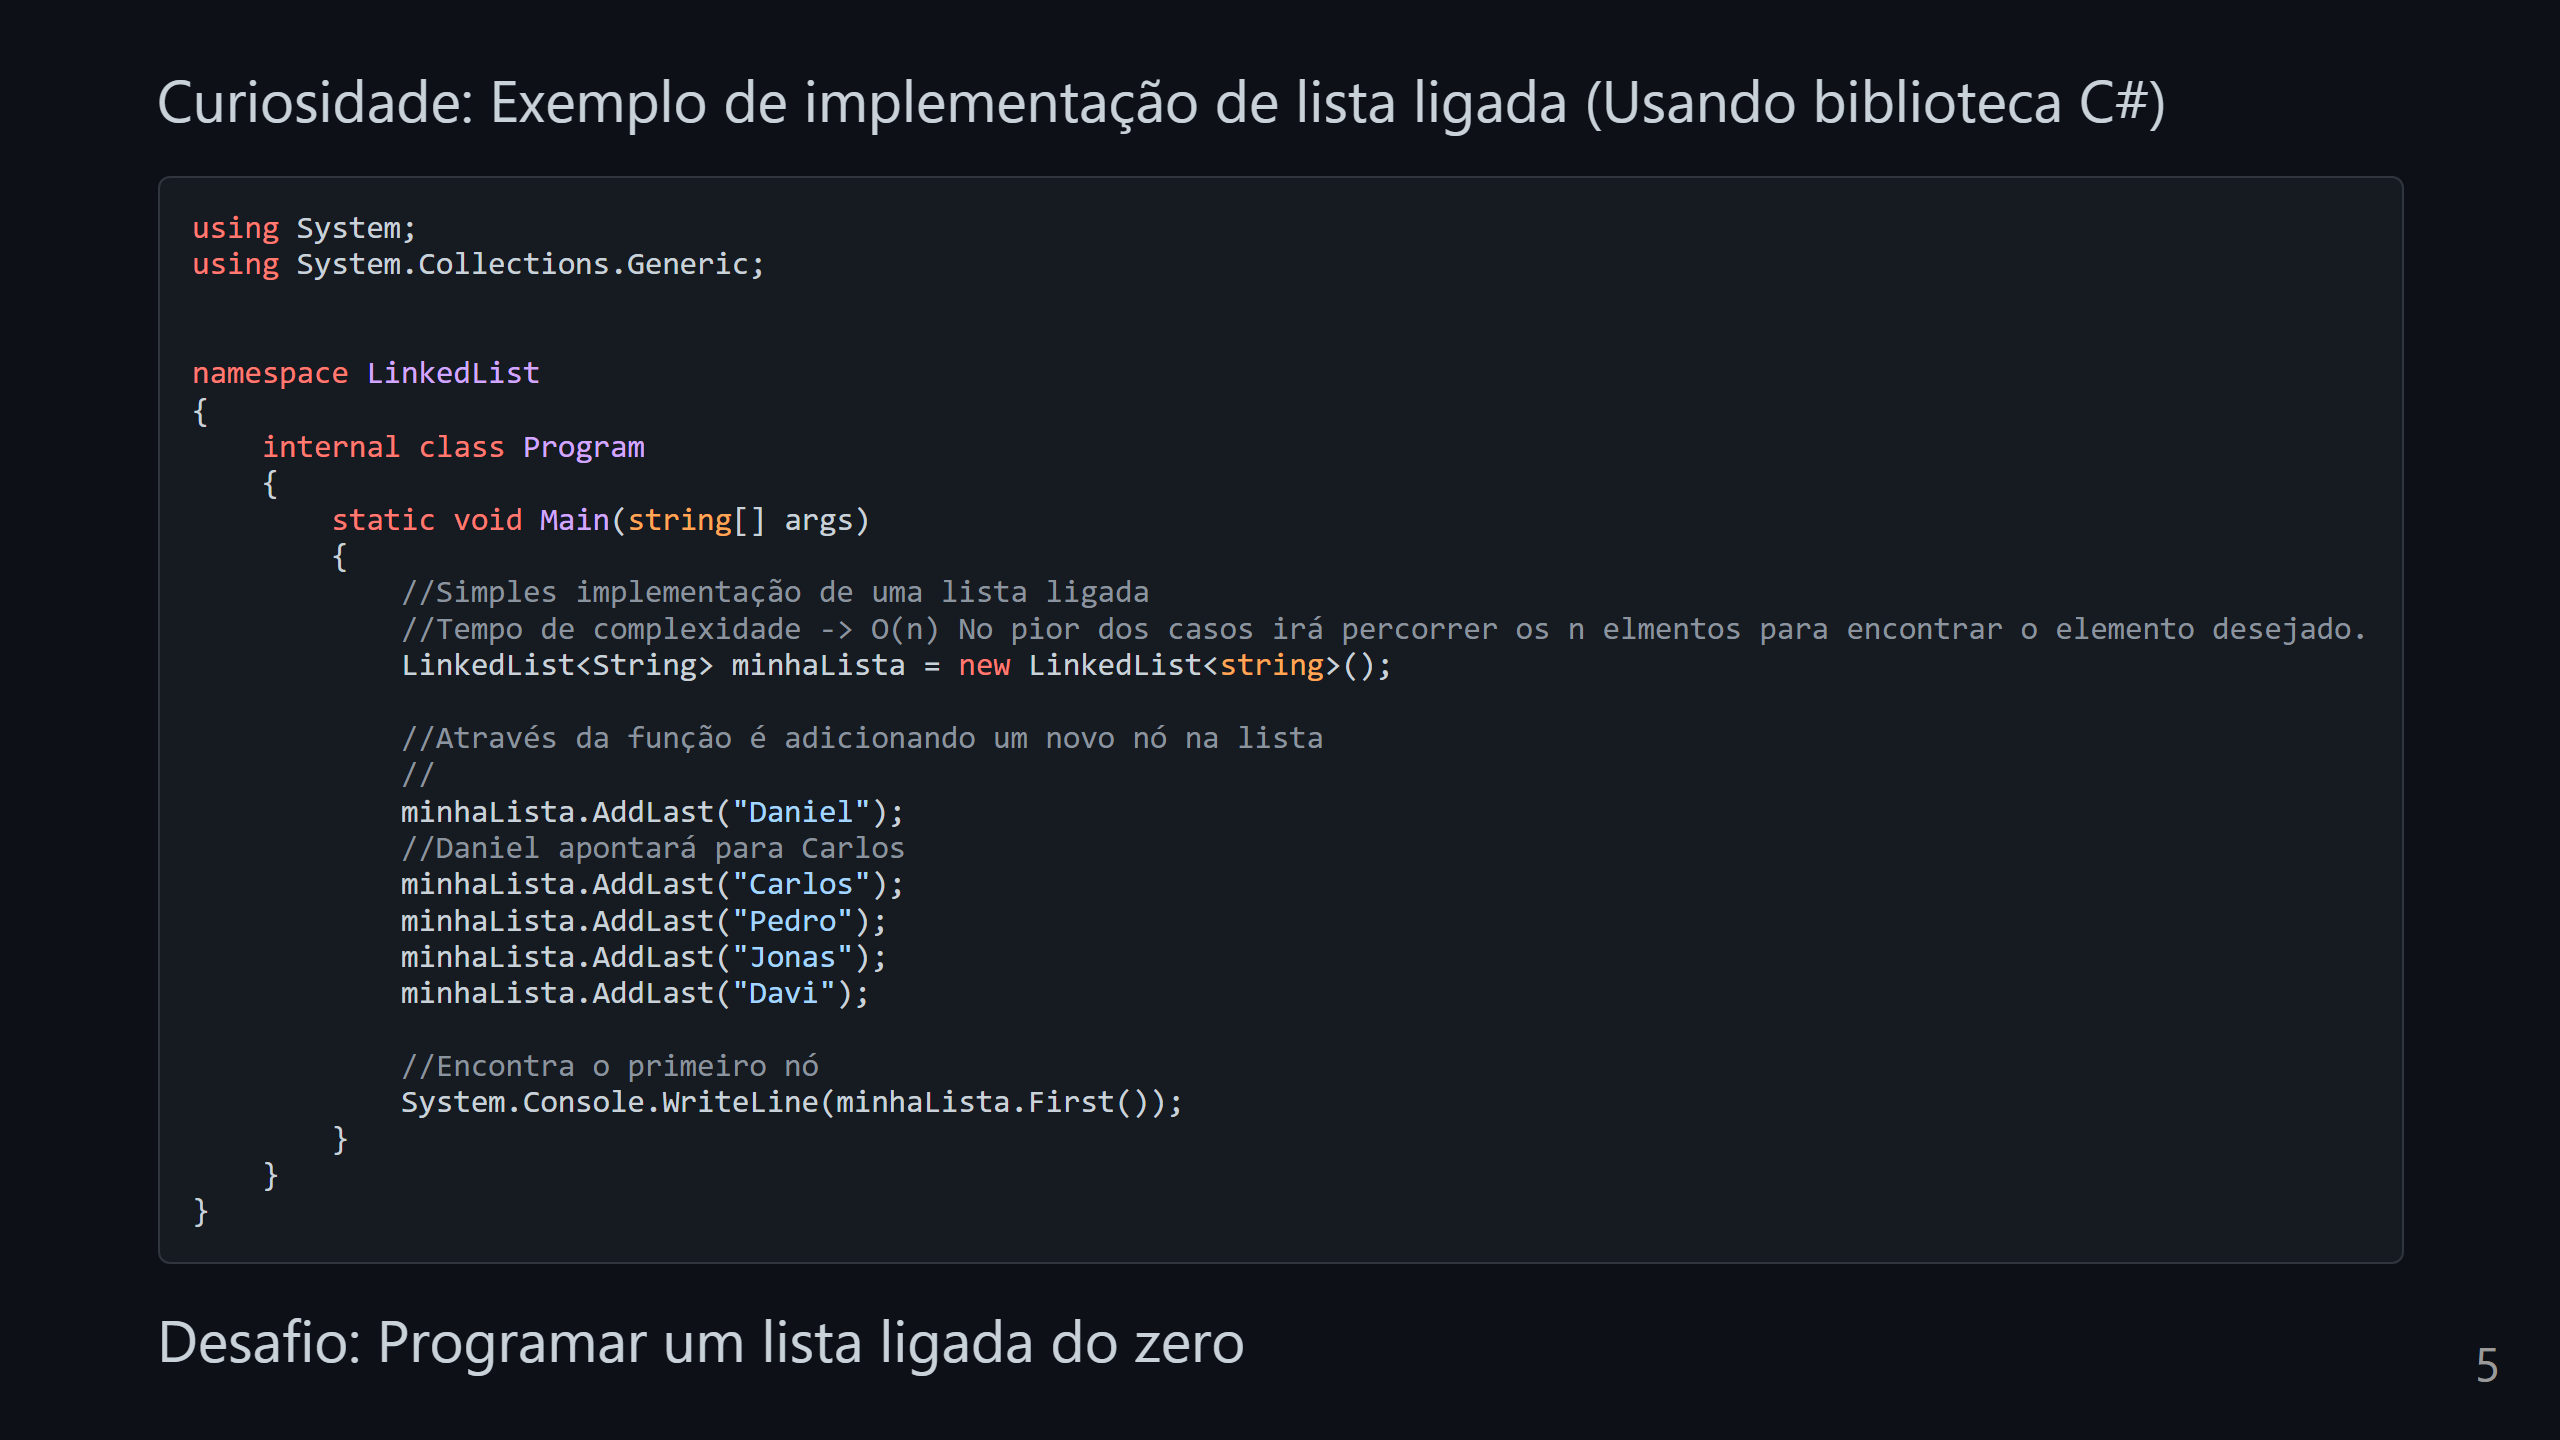 Curiosidade: Exemplo de implementação de lista ligada (Usando biblioteca C#)
using System;
using System.Collections.Generic;
namespace LinkedList
{
internal class Program
{
static void Main(string[] args)
{
//Simples implementação de uma lista ligada
//Tempo de complexidade -> O(n) No pior dos casos irá percorrer os n elmentos para encontrar o elemento desejado.
LinkedList<String> minhaLista = new LinkedList<string>();
//Através da função é adicionando um novo nó na lista
//
minhaLista.AddLast("Daniel");
//Daniel apontará para Carlos
minhaLista.AddLast("Carlos");
minhaLista.AddLast("Pedro");
minhaLista.AddLast("Jonas");
minhaLista.AddLast("Davi");
//Encontra o primeiro nó
System.Console.WriteLine(minhaLista.First());
}
}
}
Desafio: Programar um lista ligada do zero
5